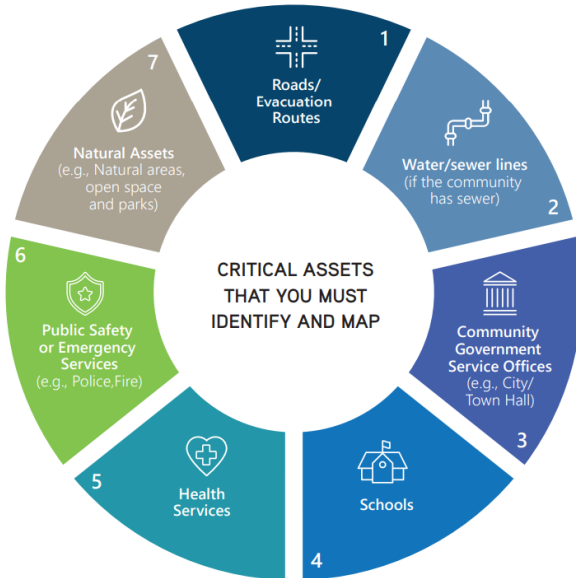 CRITICAL ASSETS
THAT YOU MUST
IDENTIFY AND MAP
1
Roads/
Evacuation
Routes
2
Water/sewer lines
(if the community
has sewer)
3
Community
Government
Service Offices
(e.g., City/
Town Hall)
4
Schools
5
Health
Services
6
Public Safety
or Emergency
Services
(e.g., Police,Fire)
7
Natural Assets
(e.g., Natural areas,
open space
and parks)